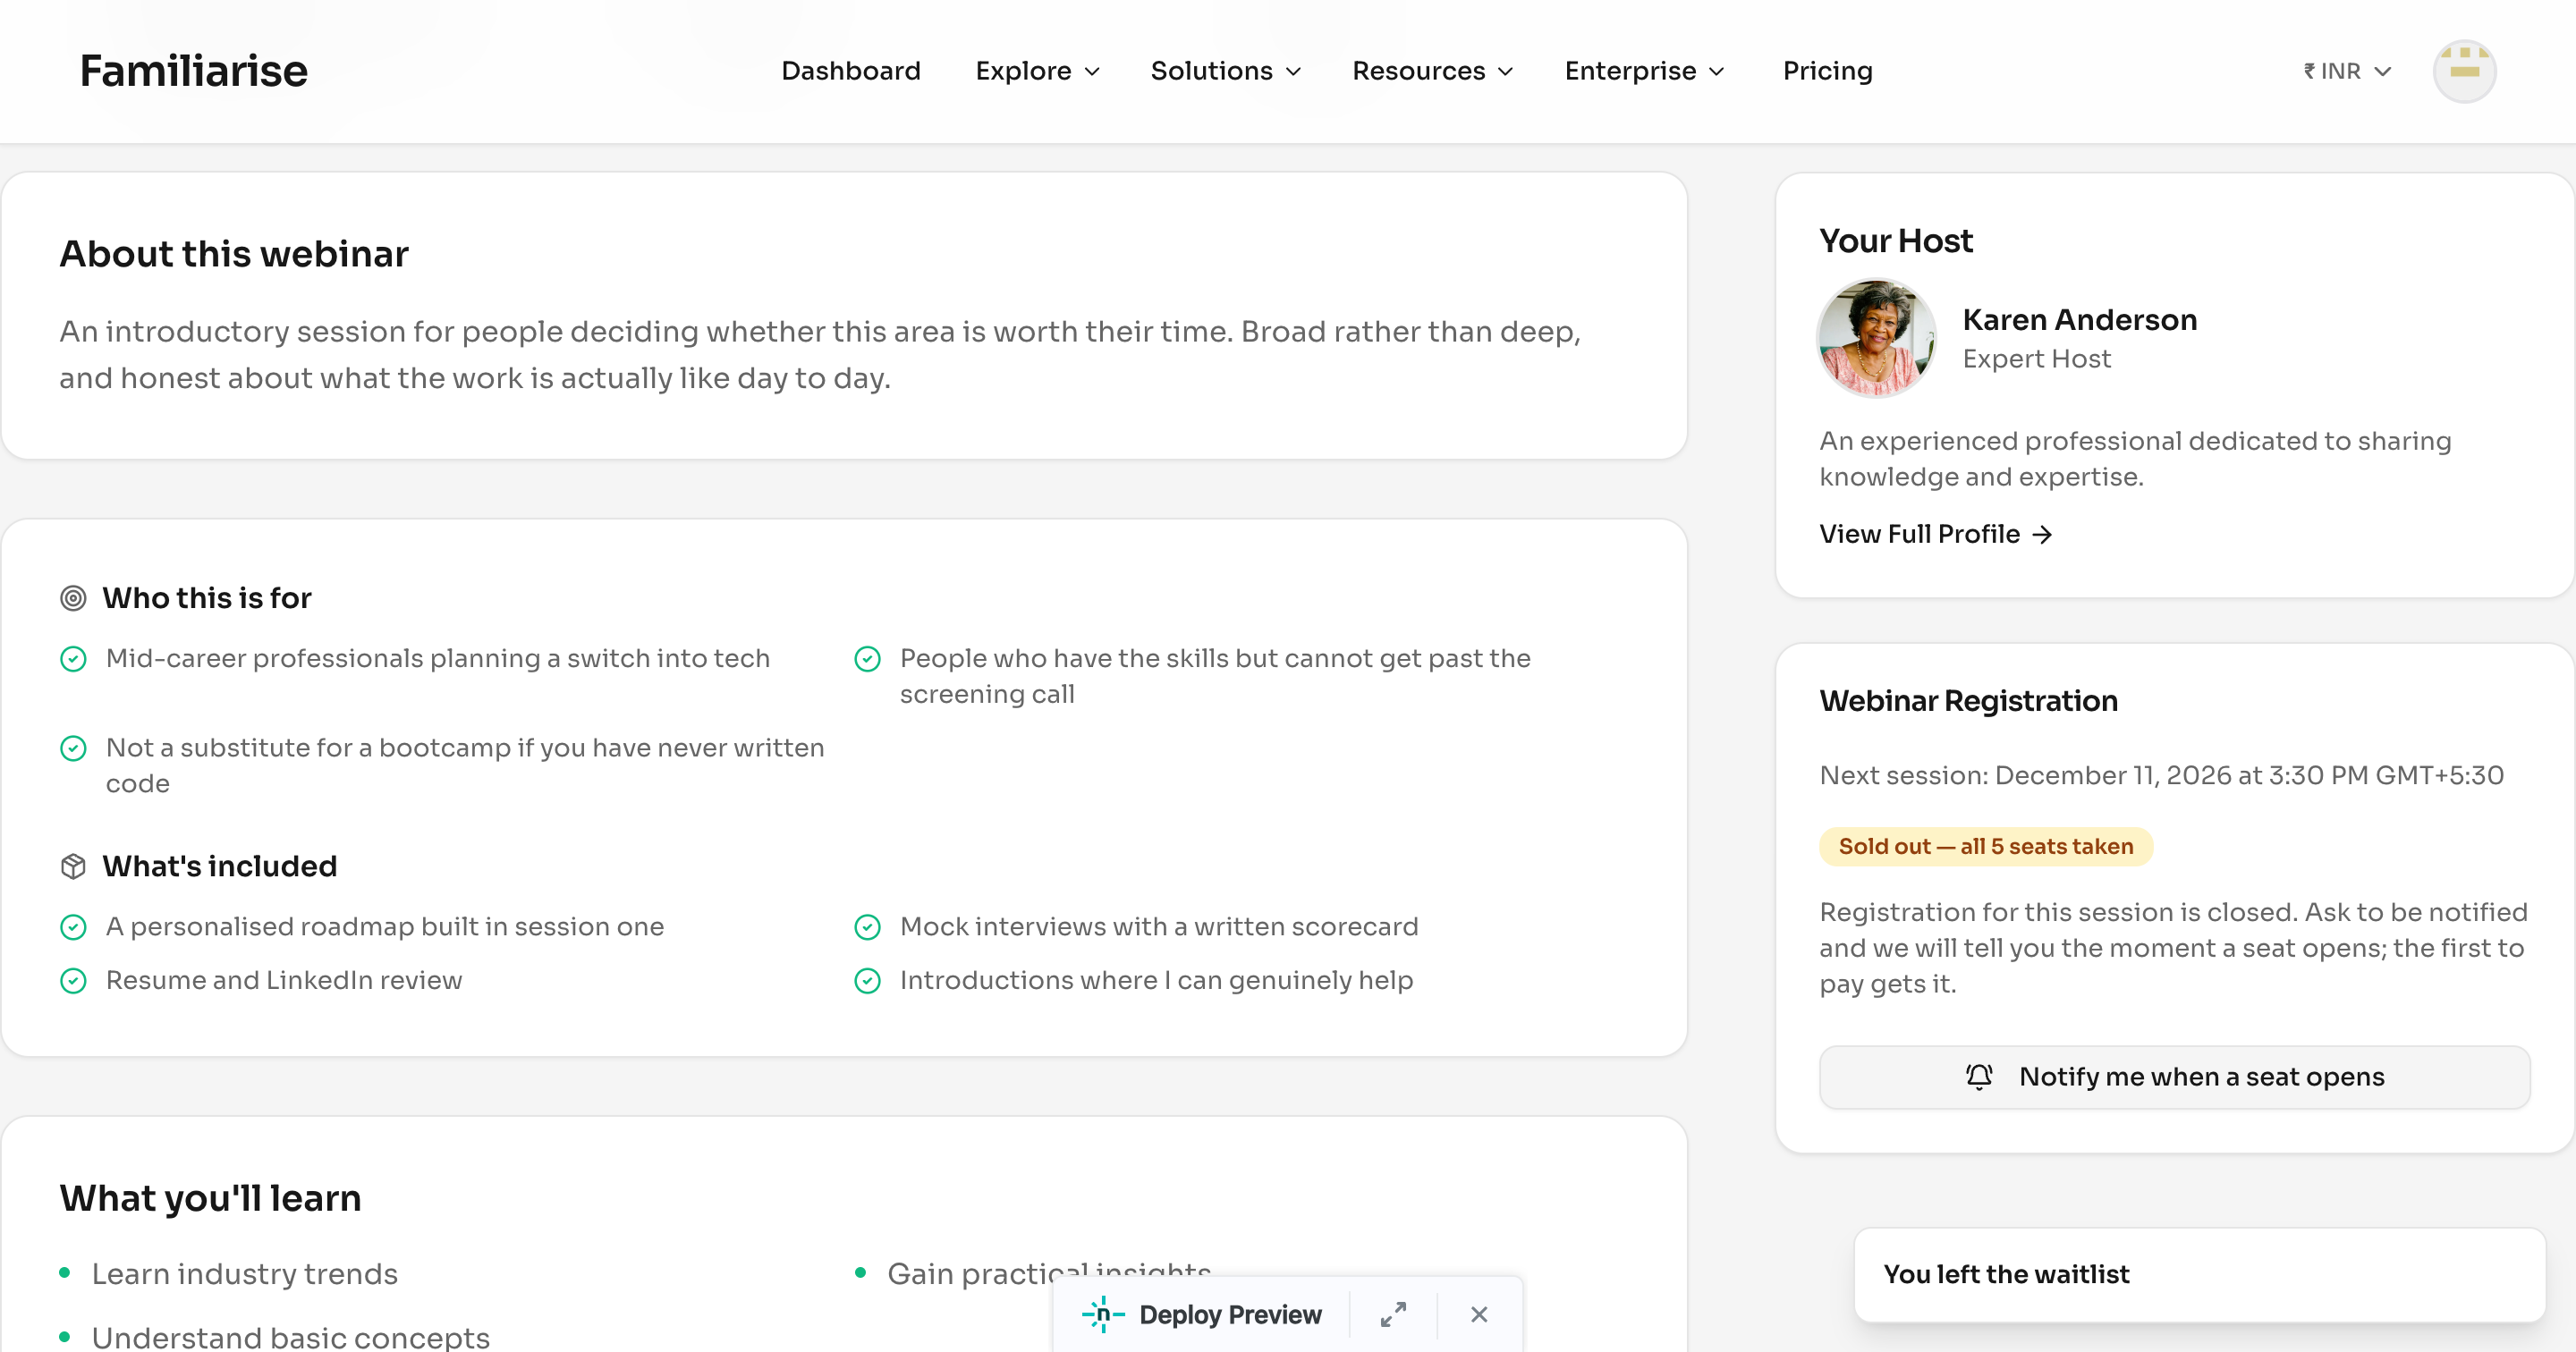 Familiarise
Dashboard
Explore
Solutions
Resources
Enterprise
Pricing
₹ INR
About this webinar
An introductory session for people deciding whether this area is worth their time. Broad rather than deep,
and honest about what the work is actually like day to day.
Who this is for
Mid-career professionals planning a switch into tech
People who have the skills but cannot get past the
screening call
Not a substitute for a bootcamp if you have never written
code
What's included
A personalised roadmap built in session one
Mock interviews with a written scorecard
Resume and LinkedIn review
Introductions where I can genuinely help
What you'll learn
Learn industry trends
Gain practical insights
Understand basic concepts
Your Host
Karen Anderson
Expert Host
An experienced professional dedicated to sharing
knowledge and expertise.
View Full Profile →
Webinar Registration
Next session: December 11, 2026 at 3:30 PM GMT+5:30
Sold out — all 5 seats taken
Registration for this session is closed. Ask to be notified
and we will tell you the moment a seat opens; the first to
pay gets it.
Notify me when a seat opens
You left the waitlist
Deploy Preview